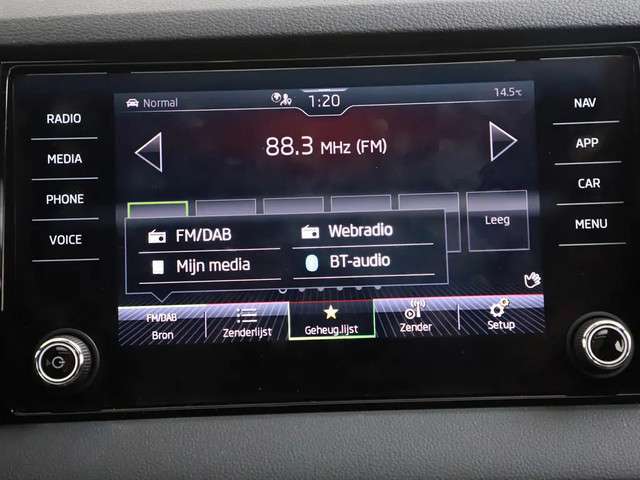 RADIO
MEDIA
PHONE
VOICE
Normal
1:20
14.5°C
88.3 MHz (FM)
Leeg
FM/DAB
Webradio
Mijn media
BT-audio
FM/DAB
Bron
Zenderlijst
Geheug.lijst
Zender
Setup
NAV
APP
CAR
MENU